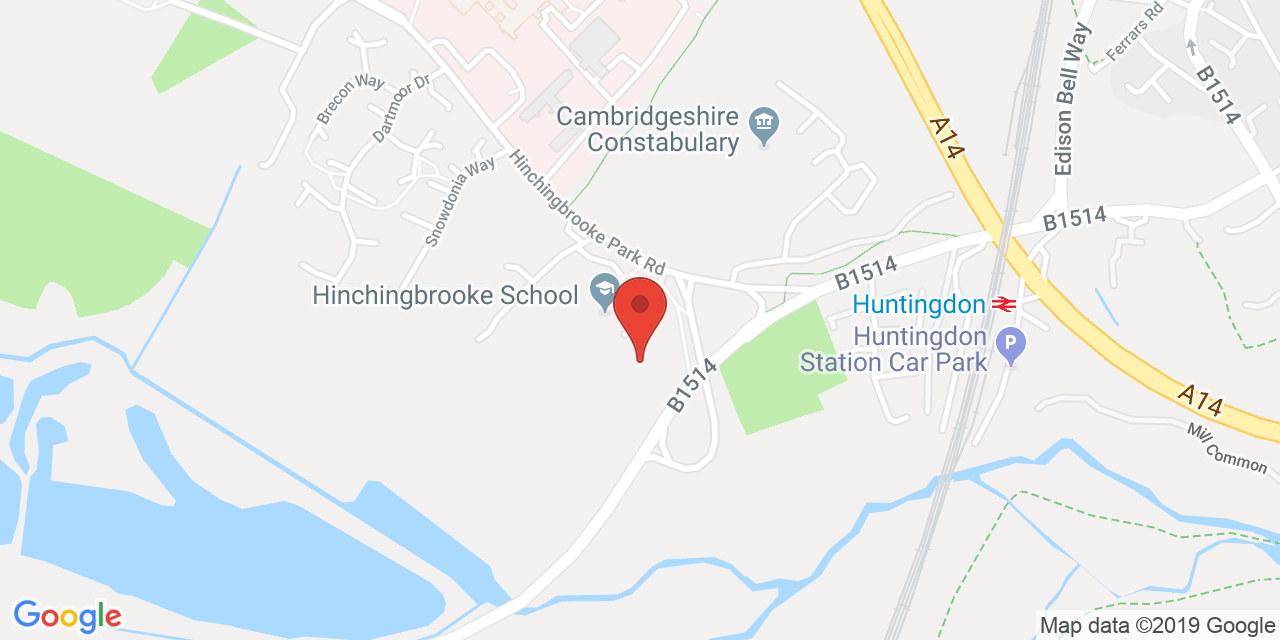 Ferrars Rd
Edison Bell Way
B1514
Brecon Way
Dartmoor Dr
Cambridgeshire
Constabulary
A14
Snowdonia Way
Hinchingbrooke Park Rd
B1514
B1514
Hinchingbrooke School
Huntingdon
Huntingdon
Station Car Park
P
B1514
A14
Mill Common
Google
Map data ©2019 Google